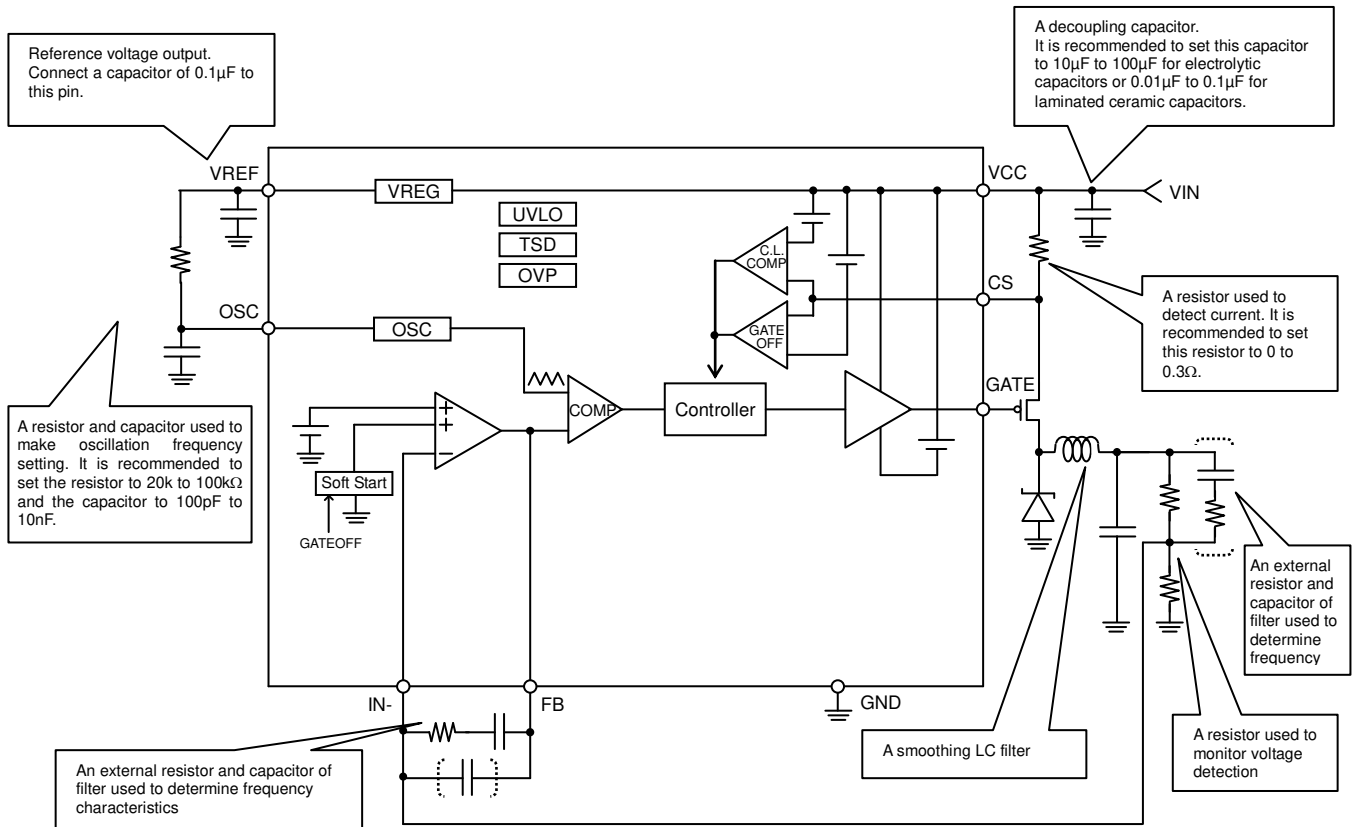 Reference voltage output.
Connect a capacitor of 0.1µF to
this pin.
A decoupling capacitor.
It is recommended to set this capacitor
to 10µF to 100µF for electrolytic
capacitors or 0.01µF to 0.1µF for
laminated ceramic capacitors.
VREF
VREG
VCC
VIN
UVLO
TSD
OVP
C.L.
COMP
CS
A resistor used to
detect current. It is
recommended to set
this resistor to 0 to
0.3Ω.
OSC
OSC
GATE
OFF
GATE
COMP
Controller
A resistor and capacitor used to
make oscillation frequency
setting. It is recommended to
set the resistor to 20k to 100kΩ
and the capacitor to 100pF to
10nF.
+
+
−
Soft Start
GATEOFF
An external
resistor and
capacitor of
filter used to
determine
frequency
IN-
FB
GND
A smoothing LC filter
A resistor used to
monitor voltage
detection
An external resistor and capacitor of
filter used to determine frequency
characteristics